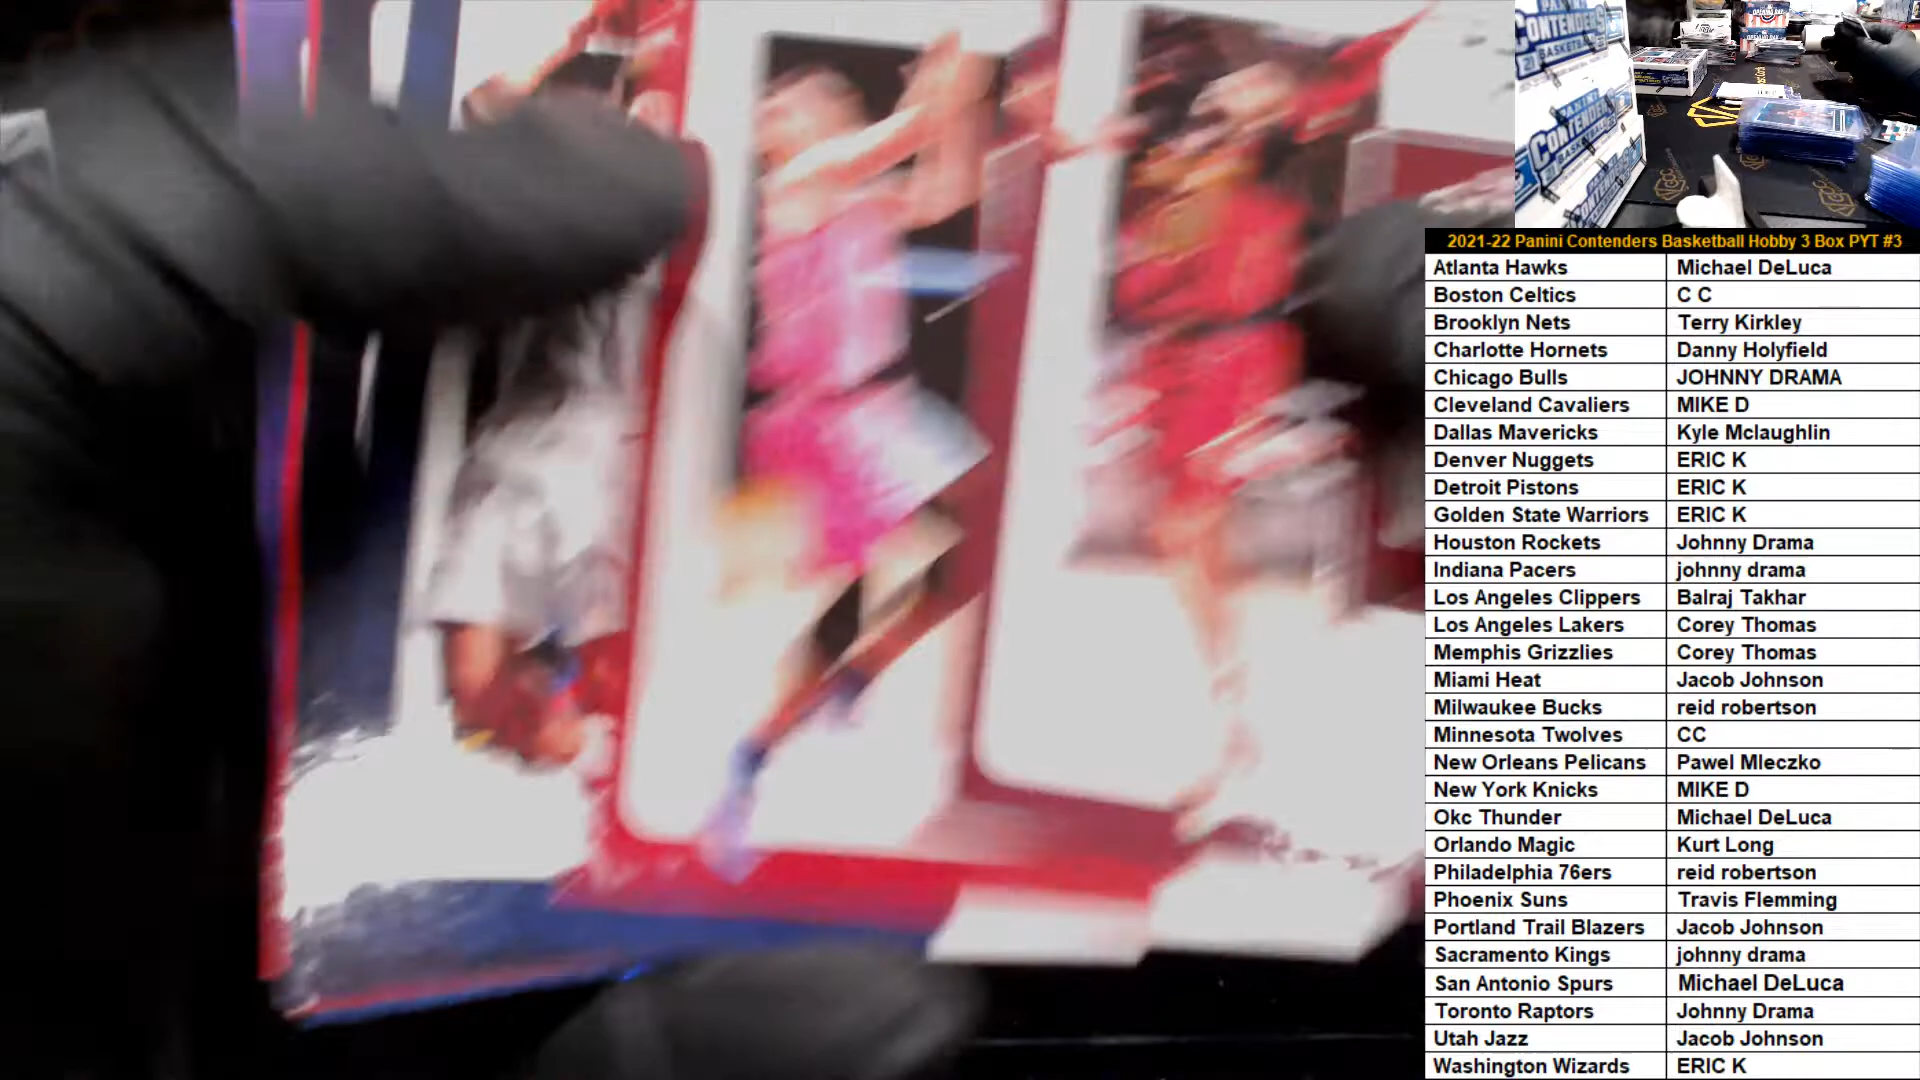 PANINI
CONTENDERS
BASKETBALL
PANINI
CONTENDERS
2021-22 Panini Contenders Basketball Hobby 3 Box PYT #3
Atlanta Hawks Michael DeLuca
Boston Celtics C C
Brooklyn Nets Terry Kirkley
Charlotte Hornets Danny Holyfield
Chicago Bulls JOHNNY DRAMA
Cleveland Cavaliers MIKE D
Dallas Mavericks Kyle Mclaughlin
Denver Nuggets ERIC K
Detroit Pistons ERIC K
Golden State Warriors ERIC K
Houston Rockets Johnny Drama
Indiana Pacers johnny drama
Los Angeles Clippers Balraj Takhar
Los Angeles Lakers Corey Thomas
Memphis Grizzlies Corey Thomas
Miami Heat Jacob Johnson
Milwaukee Bucks reid robertson
Minnesota Twolves CC
New Orleans Pelicans Pawel Mleczko
New York Knicks MIKE D
Okc Thunder Michael DeLuca
Orlando Magic Kurt Long
Philadelphia 76ers reid robertson
Phoenix Suns Travis Flemming
Portland Trail Blazers Jacob Johnson
Sacramento Kings johnny drama
San Antonio Spurs Michael DeLuca
Toronto Raptors Johnny Drama
Utah Jazz Jacob Johnson
Washington Wizards ERIC K